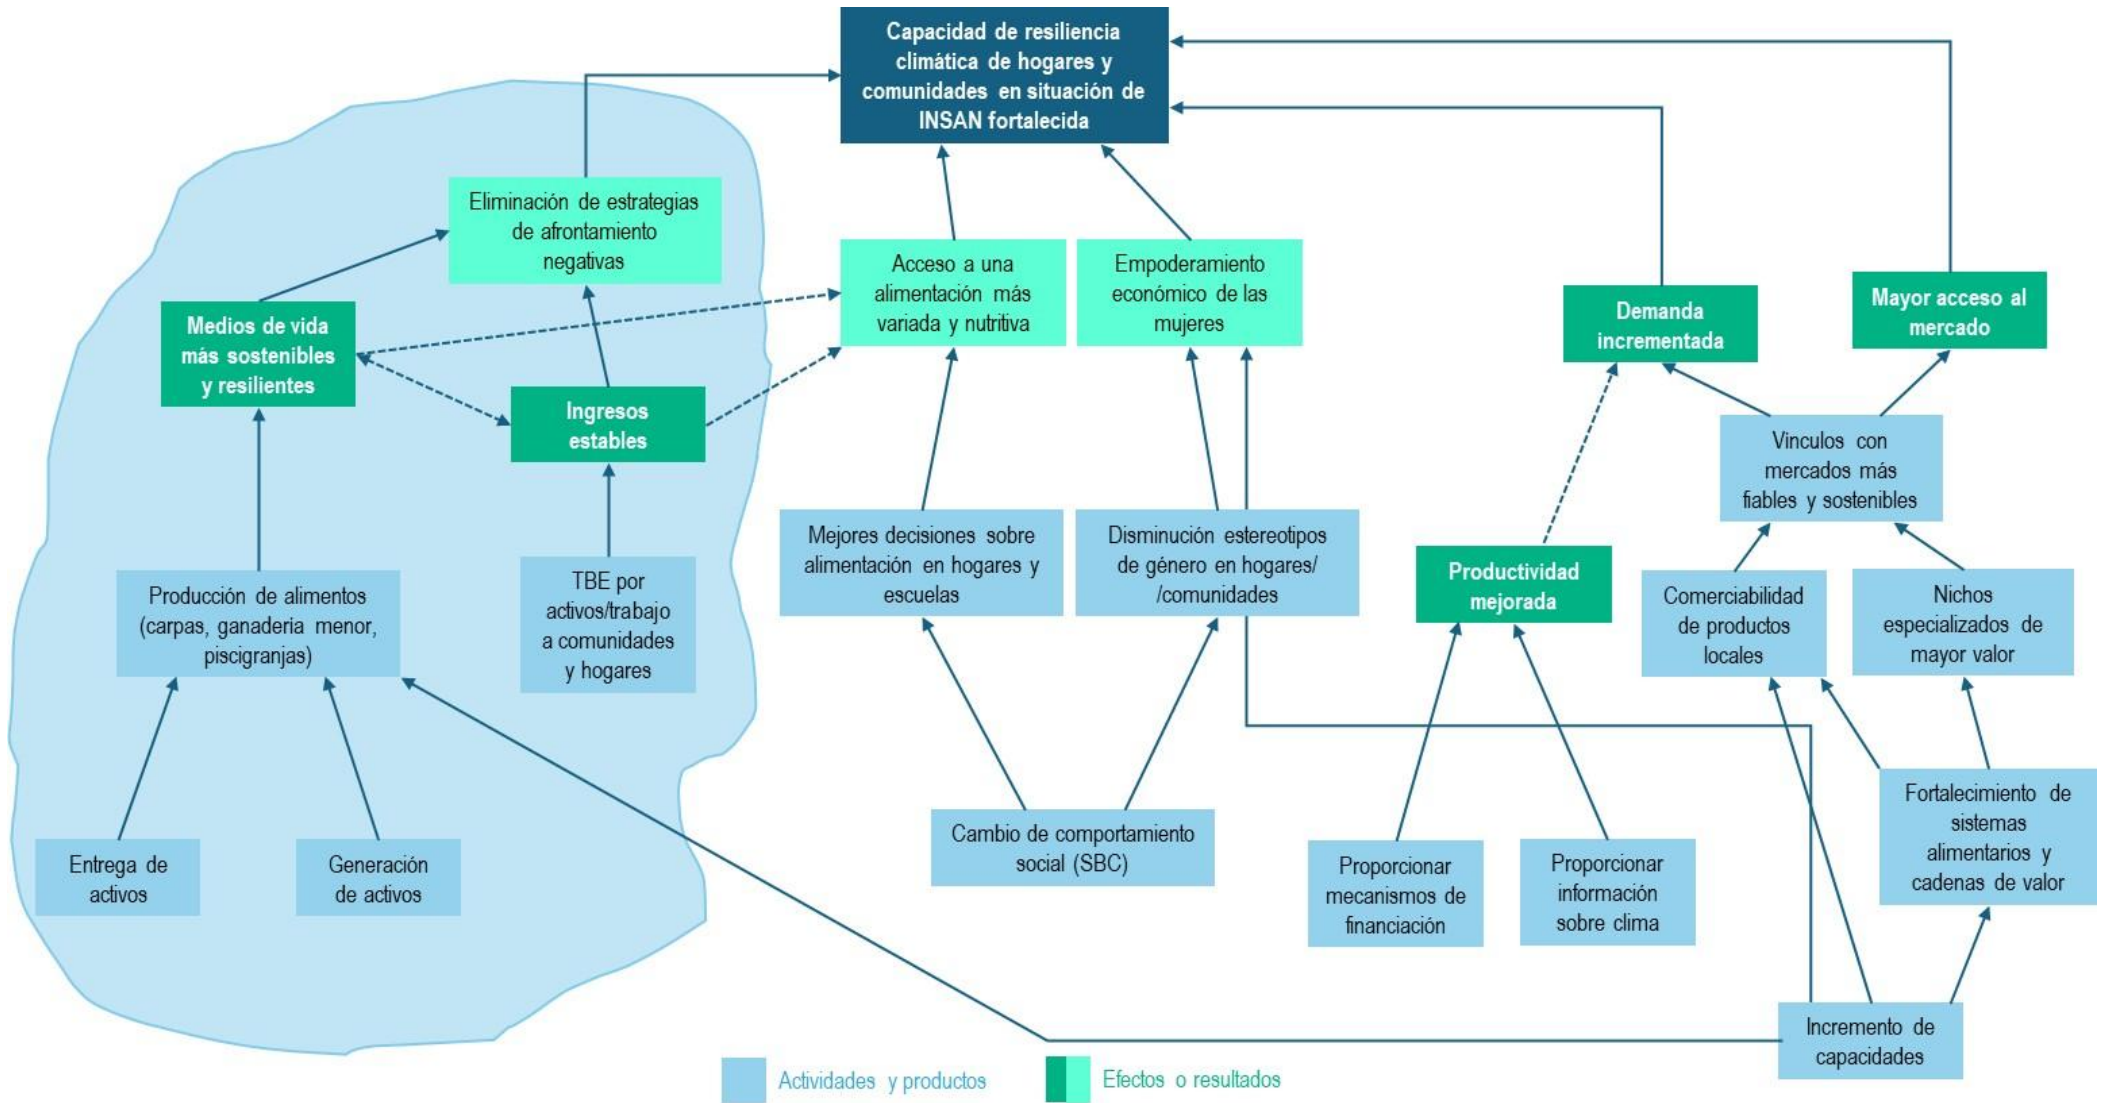 Capacidad de resiliencia
climática de hogares y
comunidades en situación de
INSAN fortalecida
Eliminación de estrategias
de afrontamiento
negativas
Acceso a una
alimentación más
variada y nutritiva
Empoderamiento
económico de las
mujeres
Demanda
incrementada
Mayor acceso al
mercado
Medios de vida
más sostenibles
y resilientes
Ingresos
estables
Vinculos con
mercados más
fiables y sostenibles
Mejores decisiones sobre
alimentación en hogares y
escuelas
Disminución estereotipos
de género en hogares/
/comunidades
Productividad
mejorada
Comerciabilidad
de productos
locales
Nichos
especializados de
mayor valor
Producción de alimentos
(carpas, ganadería menor,
piscigranjas)
TBE por
activos/trabajo
a comunidades
y hogares
Entrega de
activos
Generación
de activos
Cambio de comportamiento
social (SBC)
Proporcionar
mecanismos de
financiación
Proporcionar
información
sobre clima
Fortalecimiento de
sistemas
alimentarios y
cadenas de valor
Incremento de
capacidades
Actividades y productos
Efectos o resultados